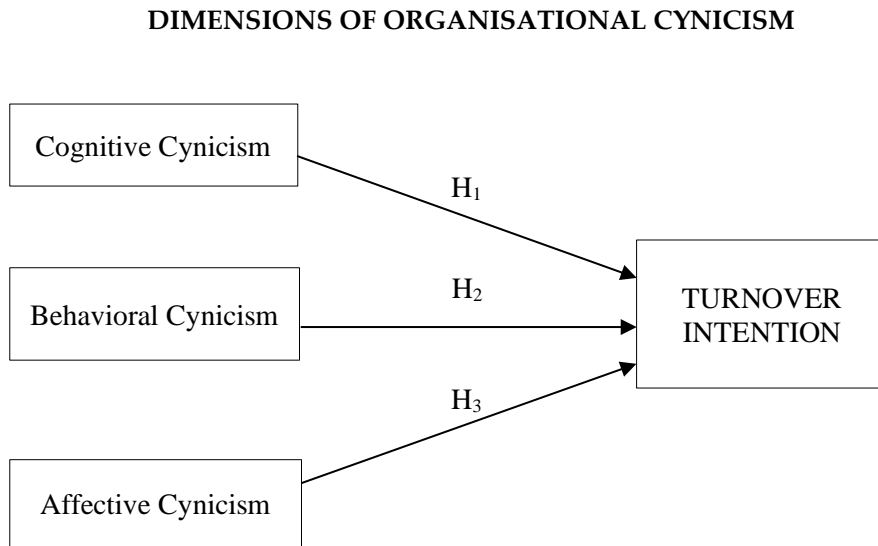 DIMENSIONS OF ORGANISATIONAL CYNICISM
Cognitive Cynicism
H₁
Behavioral Cynicism
H₂
TURNOVER
INTENTION
H₃
Affective Cynicism